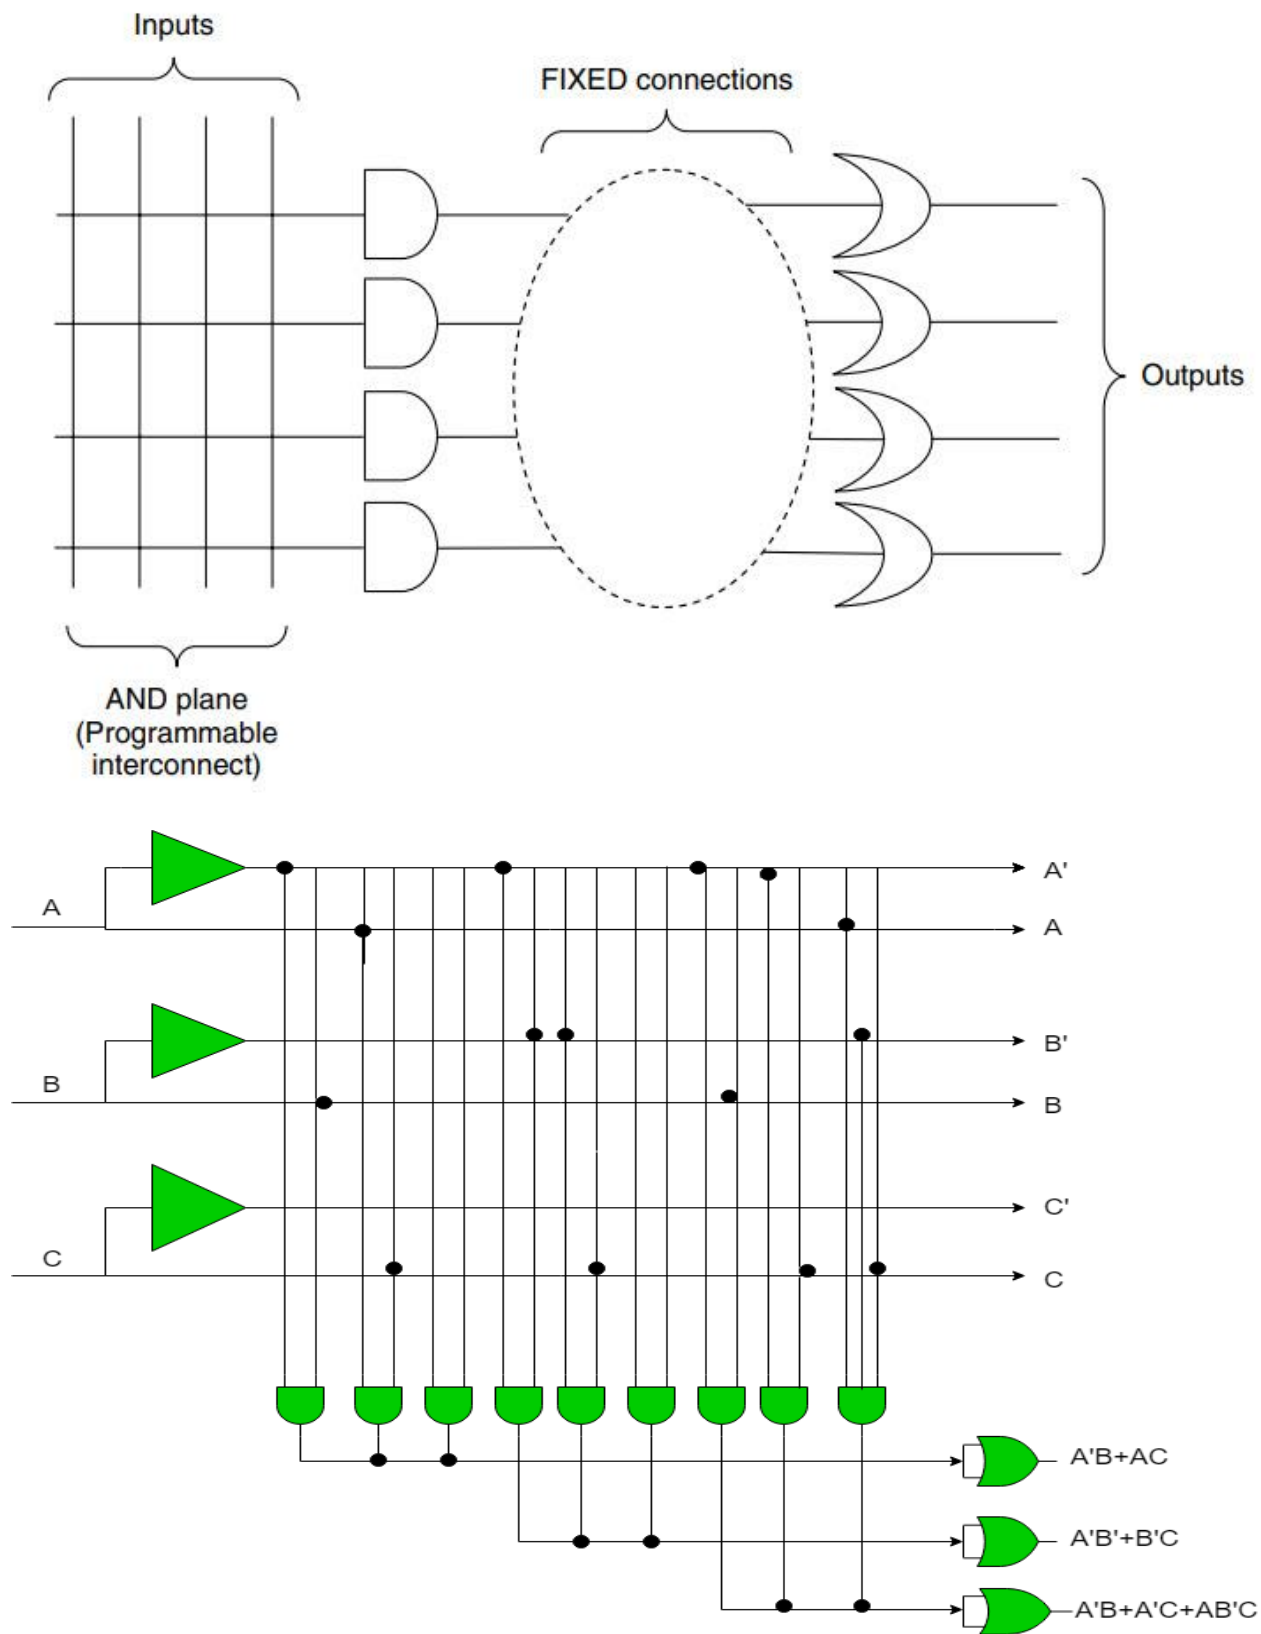 Inputs
FIXED connections
Outputs
AND plane
(Programmable
interconnect)
A'
A
A
B'
B
B
C'
C
C
A'B+AC
A'B'+B'C
A'B+A'C+AB'C